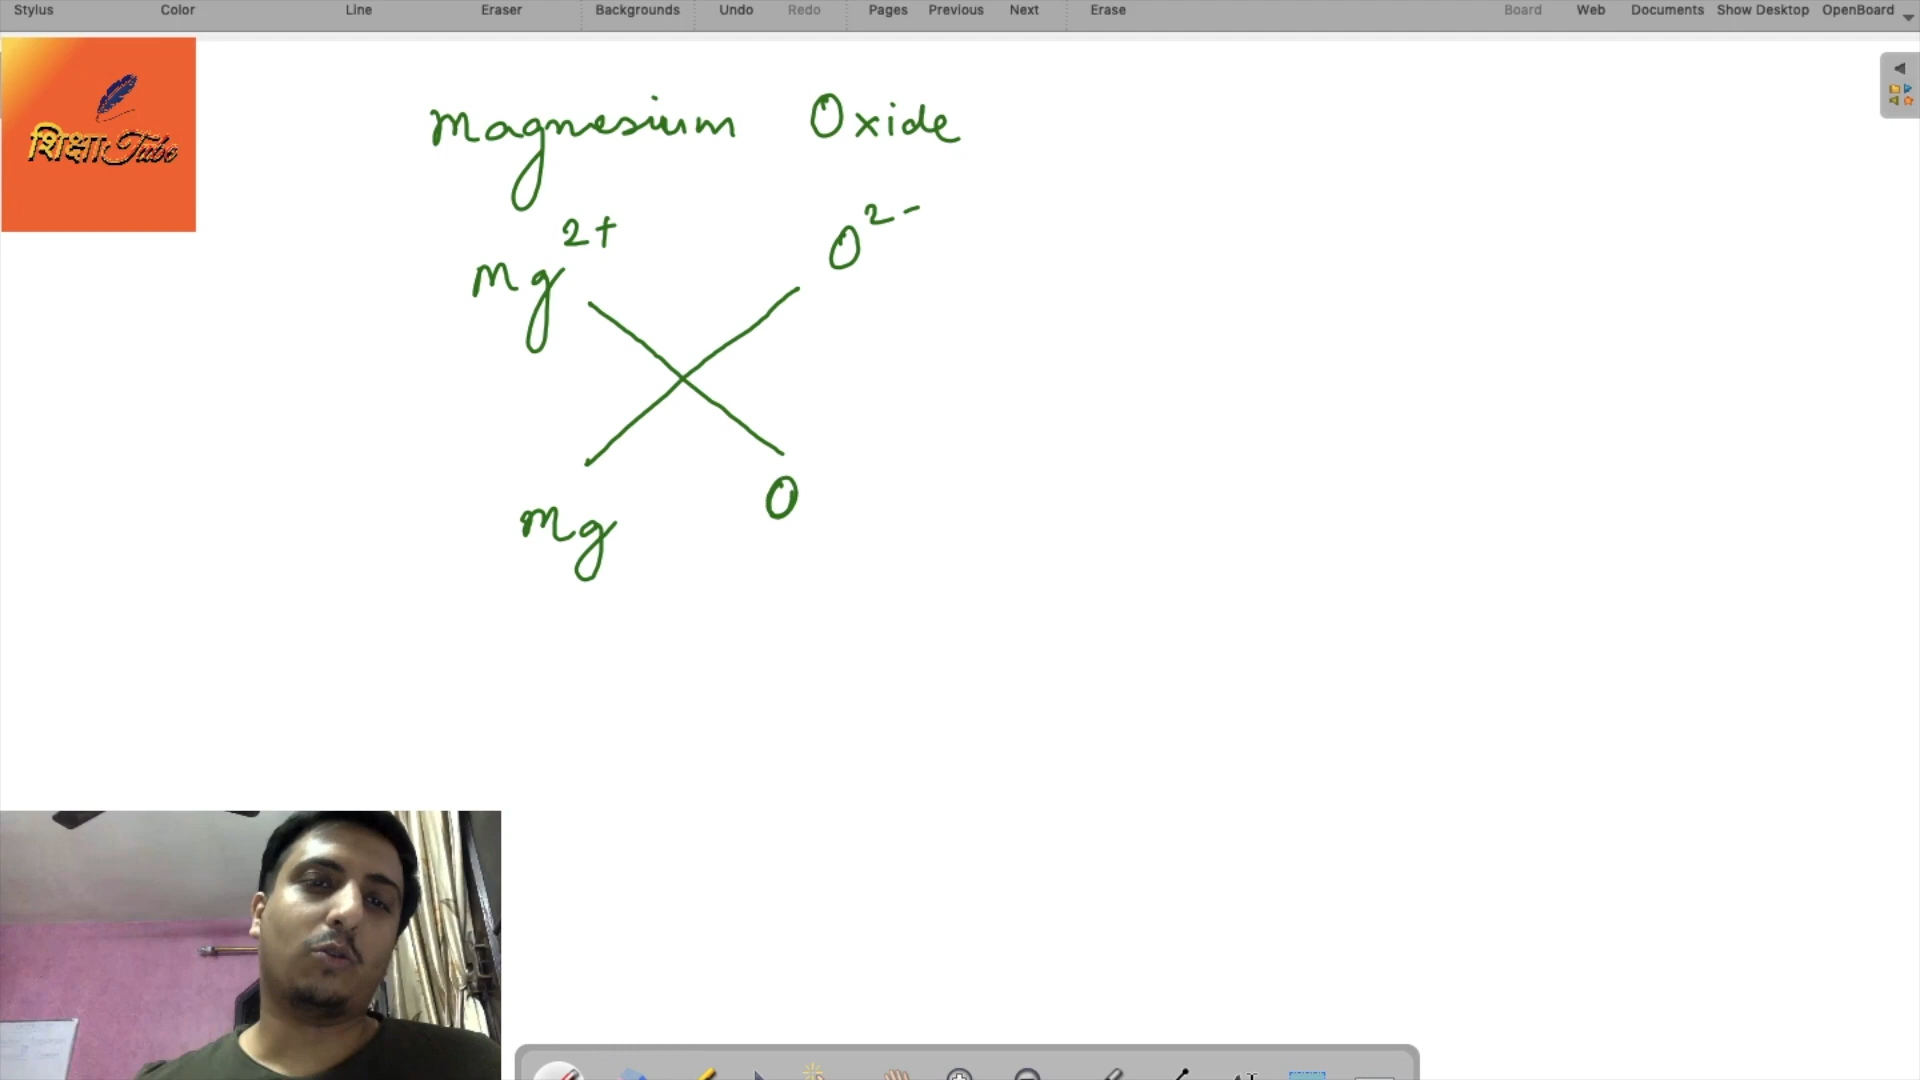 Stylus Color Line Eraser Backgrounds Undo Redo Pages Previous Next Erase Board Web Documents Show Desktop OpenBoard
शिक्षा Tube
Magnesium Oxide
Mg2+ O2-
Mg O